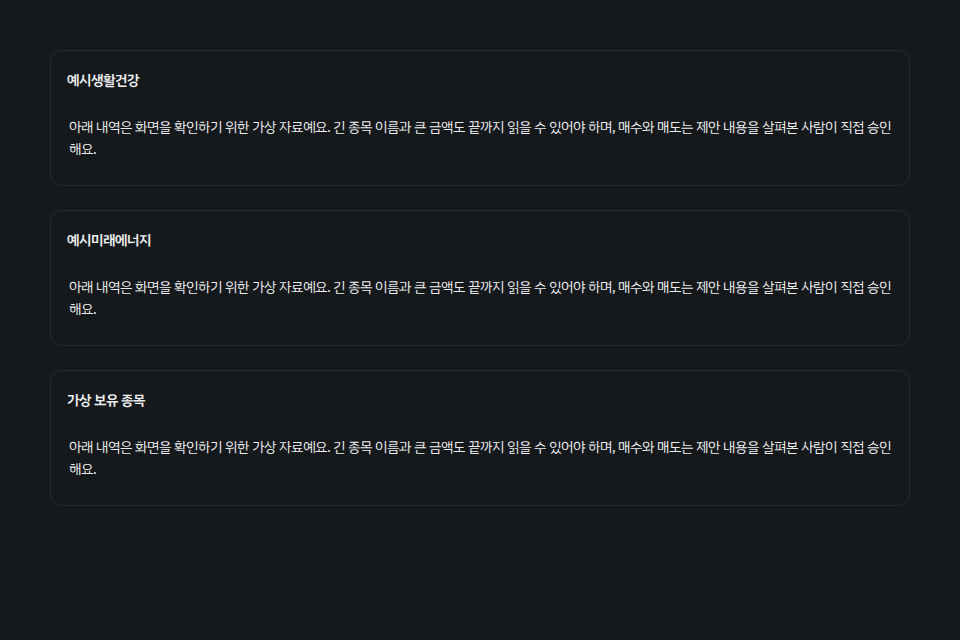 예시생활건강
아래 내역은 화면을 확인하기 위한 가상 자료예요. 긴 종목 이름과 큰 금액도 끝까지 읽을 수 있어야 하며, 매수와 매도는 제안 내용을 살펴본 사람이 직접 승인
해요.
예시미래에너지
아래 내역은 화면을 확인하기 위한 가상 자료예요. 긴 종목 이름과 큰 금액도 끝까지 읽을 수 있어야 하며, 매수와 매도는 제안 내용을 살펴본 사람이 직접 승인
해요.
가상 보유 종목
아래 내역은 화면을 확인하기 위한 가상 자료예요. 긴 종목 이름과 큰 금액도 끝까지 읽을 수 있어야 하며, 매수와 매도는 제안 내용을 살펴본 사람이 직접 승인
해요.